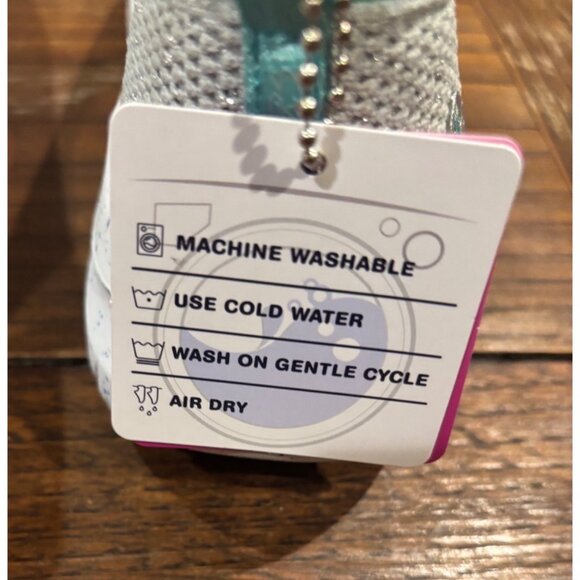 MACHINE WASHABLE
USE COLD WATER
WASH ON GENTLE CYCLE
AIR DRY